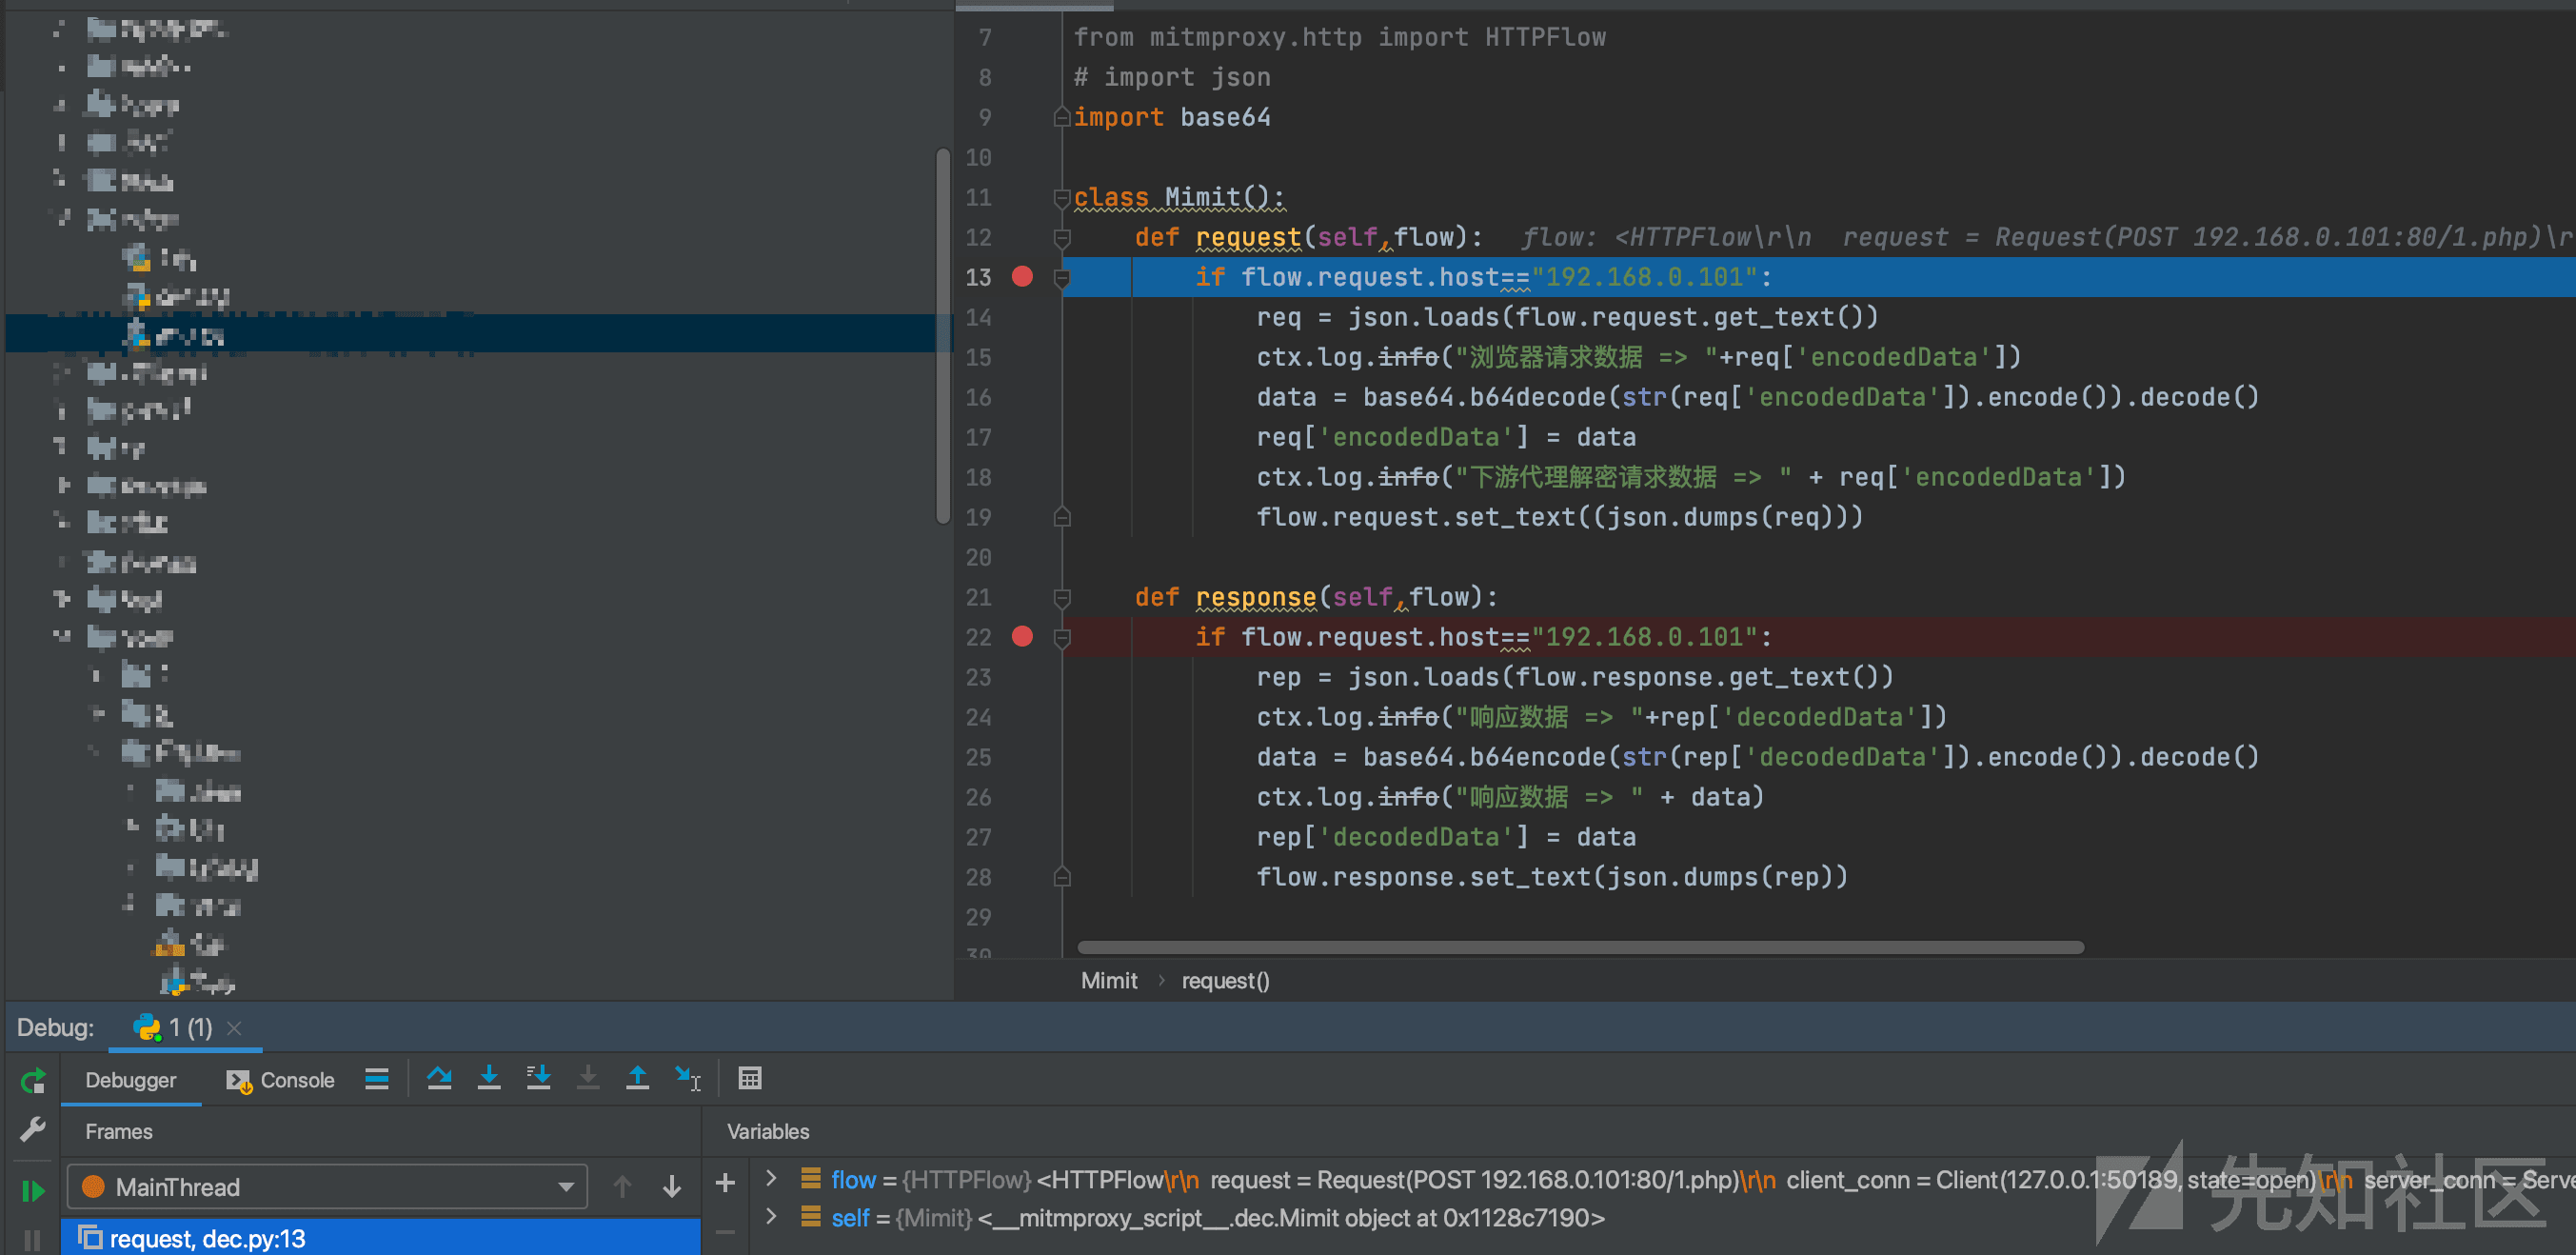 7 from mitmproxy.http import HTTPFlow
8 # import json
9 import base64
10
11 class Mimit():
12 def request(self,flow): flow: <HTTPFlow\r\n request = Request(POST 192.168.0.101:80/1.php)\r
13 if flow.request.host=="192.168.0.101":
14 req = json.loads(flow.request.get_text())
15 ctx.log.info("浏览器请求数据 => "+req['encodedData'])
16 data = base64.b64decode(str(req['encodedData']).encode()).decode()
17 req['encodedData'] = data
18 ctx.log.info("下游代理解密请求数据 => " + req['encodedData'])
19 flow.request.set_text((json.dumps(req)))
20
21 def response(self,flow):
22 if flow.request.host=="192.168.0.101":
23 rep = json.loads(flow.response.get_text())
24 ctx.log.info("响应数据 => "+rep['decodedData'])
25 data = base64.b64encode(str(rep['decodedData']).encode()).decode()
26 ctx.log.info("响应数据 => " + data)
27 rep['decodedData'] = data
28 flow.response.set_text(json.dumps(rep))
29
30
Mimit › request()
Debug: 1 (1)
Debugger Console
Frames
Variables
MainThread
flow = {HTTPFlow} <HTTPFlow\r\n request = Request(POST 192.168.0.101:80/1.php)\r\n client_conn = Client(127.0.0.1:50189, state=open)\r\n server_conn = Serve
self = {Mimit} <__mitmproxy_script__.dec.Mimit object at 0x1128c7190>
request, dec.py:13
先知社区